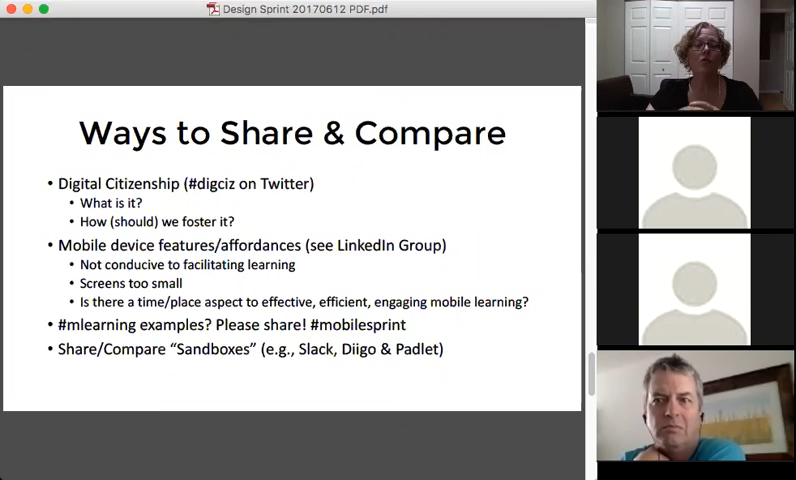 Design Sprint 20170612 PDF.pdf
Ways to Share & Compare
• Digital Citizenship (#digciz on Twitter)
• What is it?
• How (should) we foster it?
• Mobile device features/affordances (see LinkedIn Group)
• Not conducive to facilitating learning
• Screens too small
• Is there a time/place aspect to effective, efficient, engaging mobile learning?
• #mlearning examples? Please share! #mobilesprint
• Share/Compare “Sandboxes” (e.g., Slack, Diigo & Padlet)